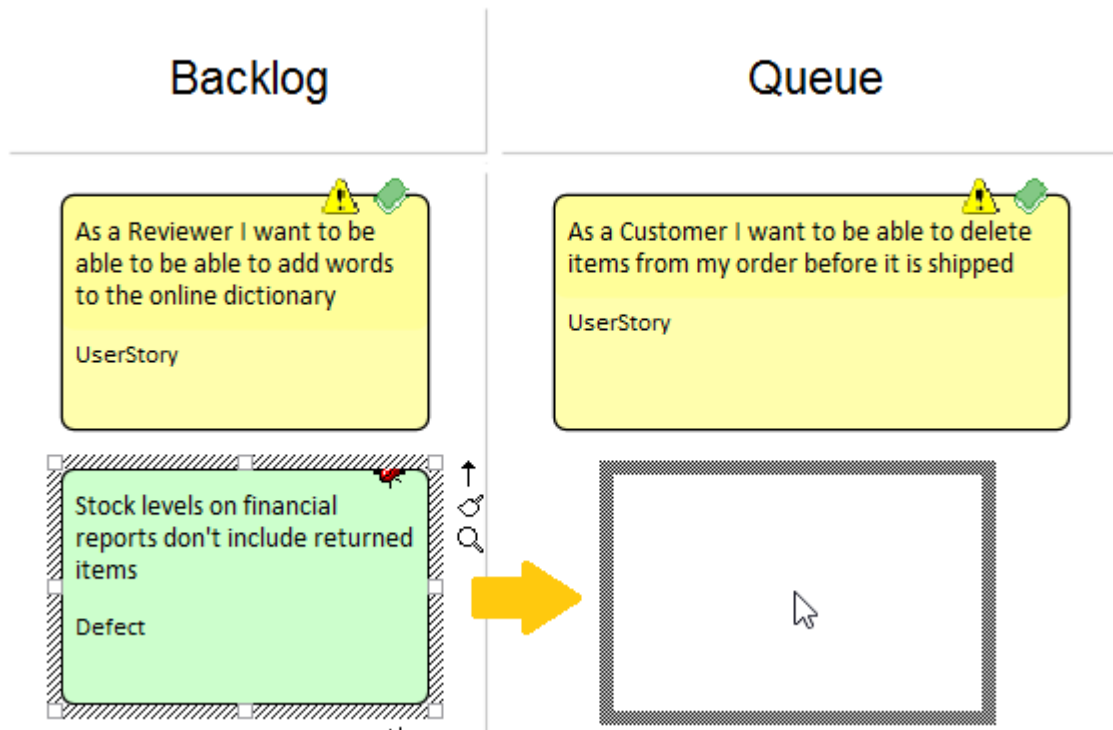 Backlog
Queue
As a Reviewer I want to be
able to be able to add words
to the online dictionary
UserStory
As a Customer I want to be able to delete
items from my order before it is shipped
UserStory
Stock levels on financial
reports don't include returned
items
Defect